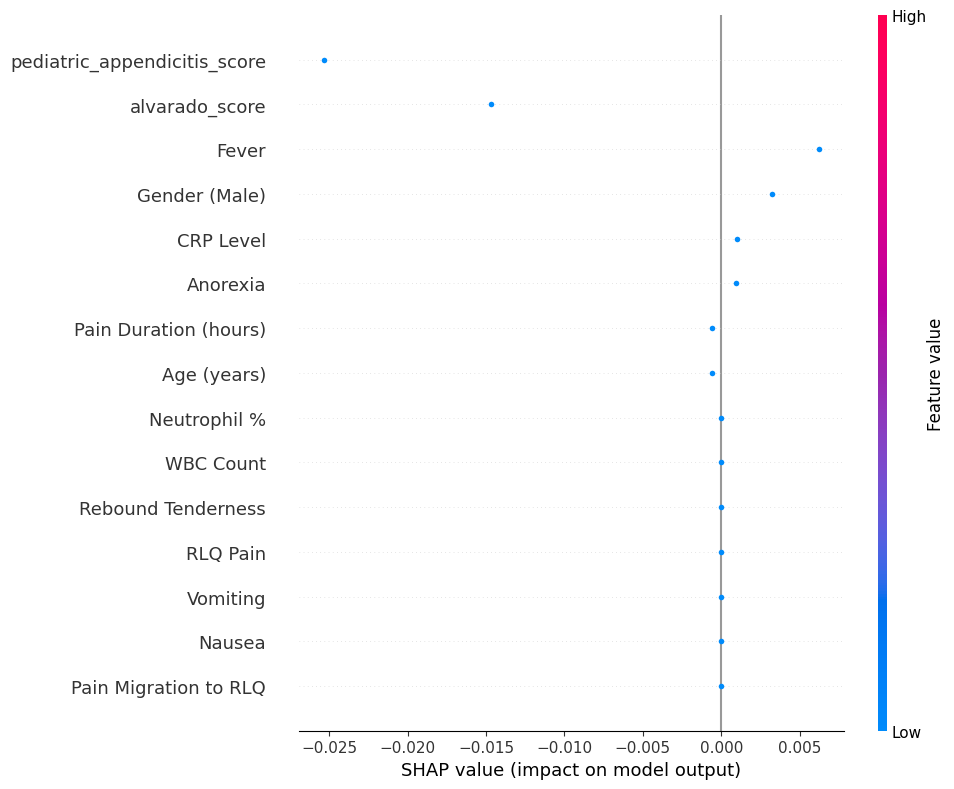 High
pediatric_appendicitis_score
alvarado_score
Fever
Gender (Male)
CRP Level
Anorexia
Pain Duration (hours)
Age (years)
Neutrophil %
WBC Count
Rebound Tenderness
RLQ Pain
Vomiting
Nausea
Pain Migration to RLQ
Feature value
Low
−0.025 −0.020 −0.015 −0.010 −0.005 0.000 0.005
SHAP value (impact on model output)